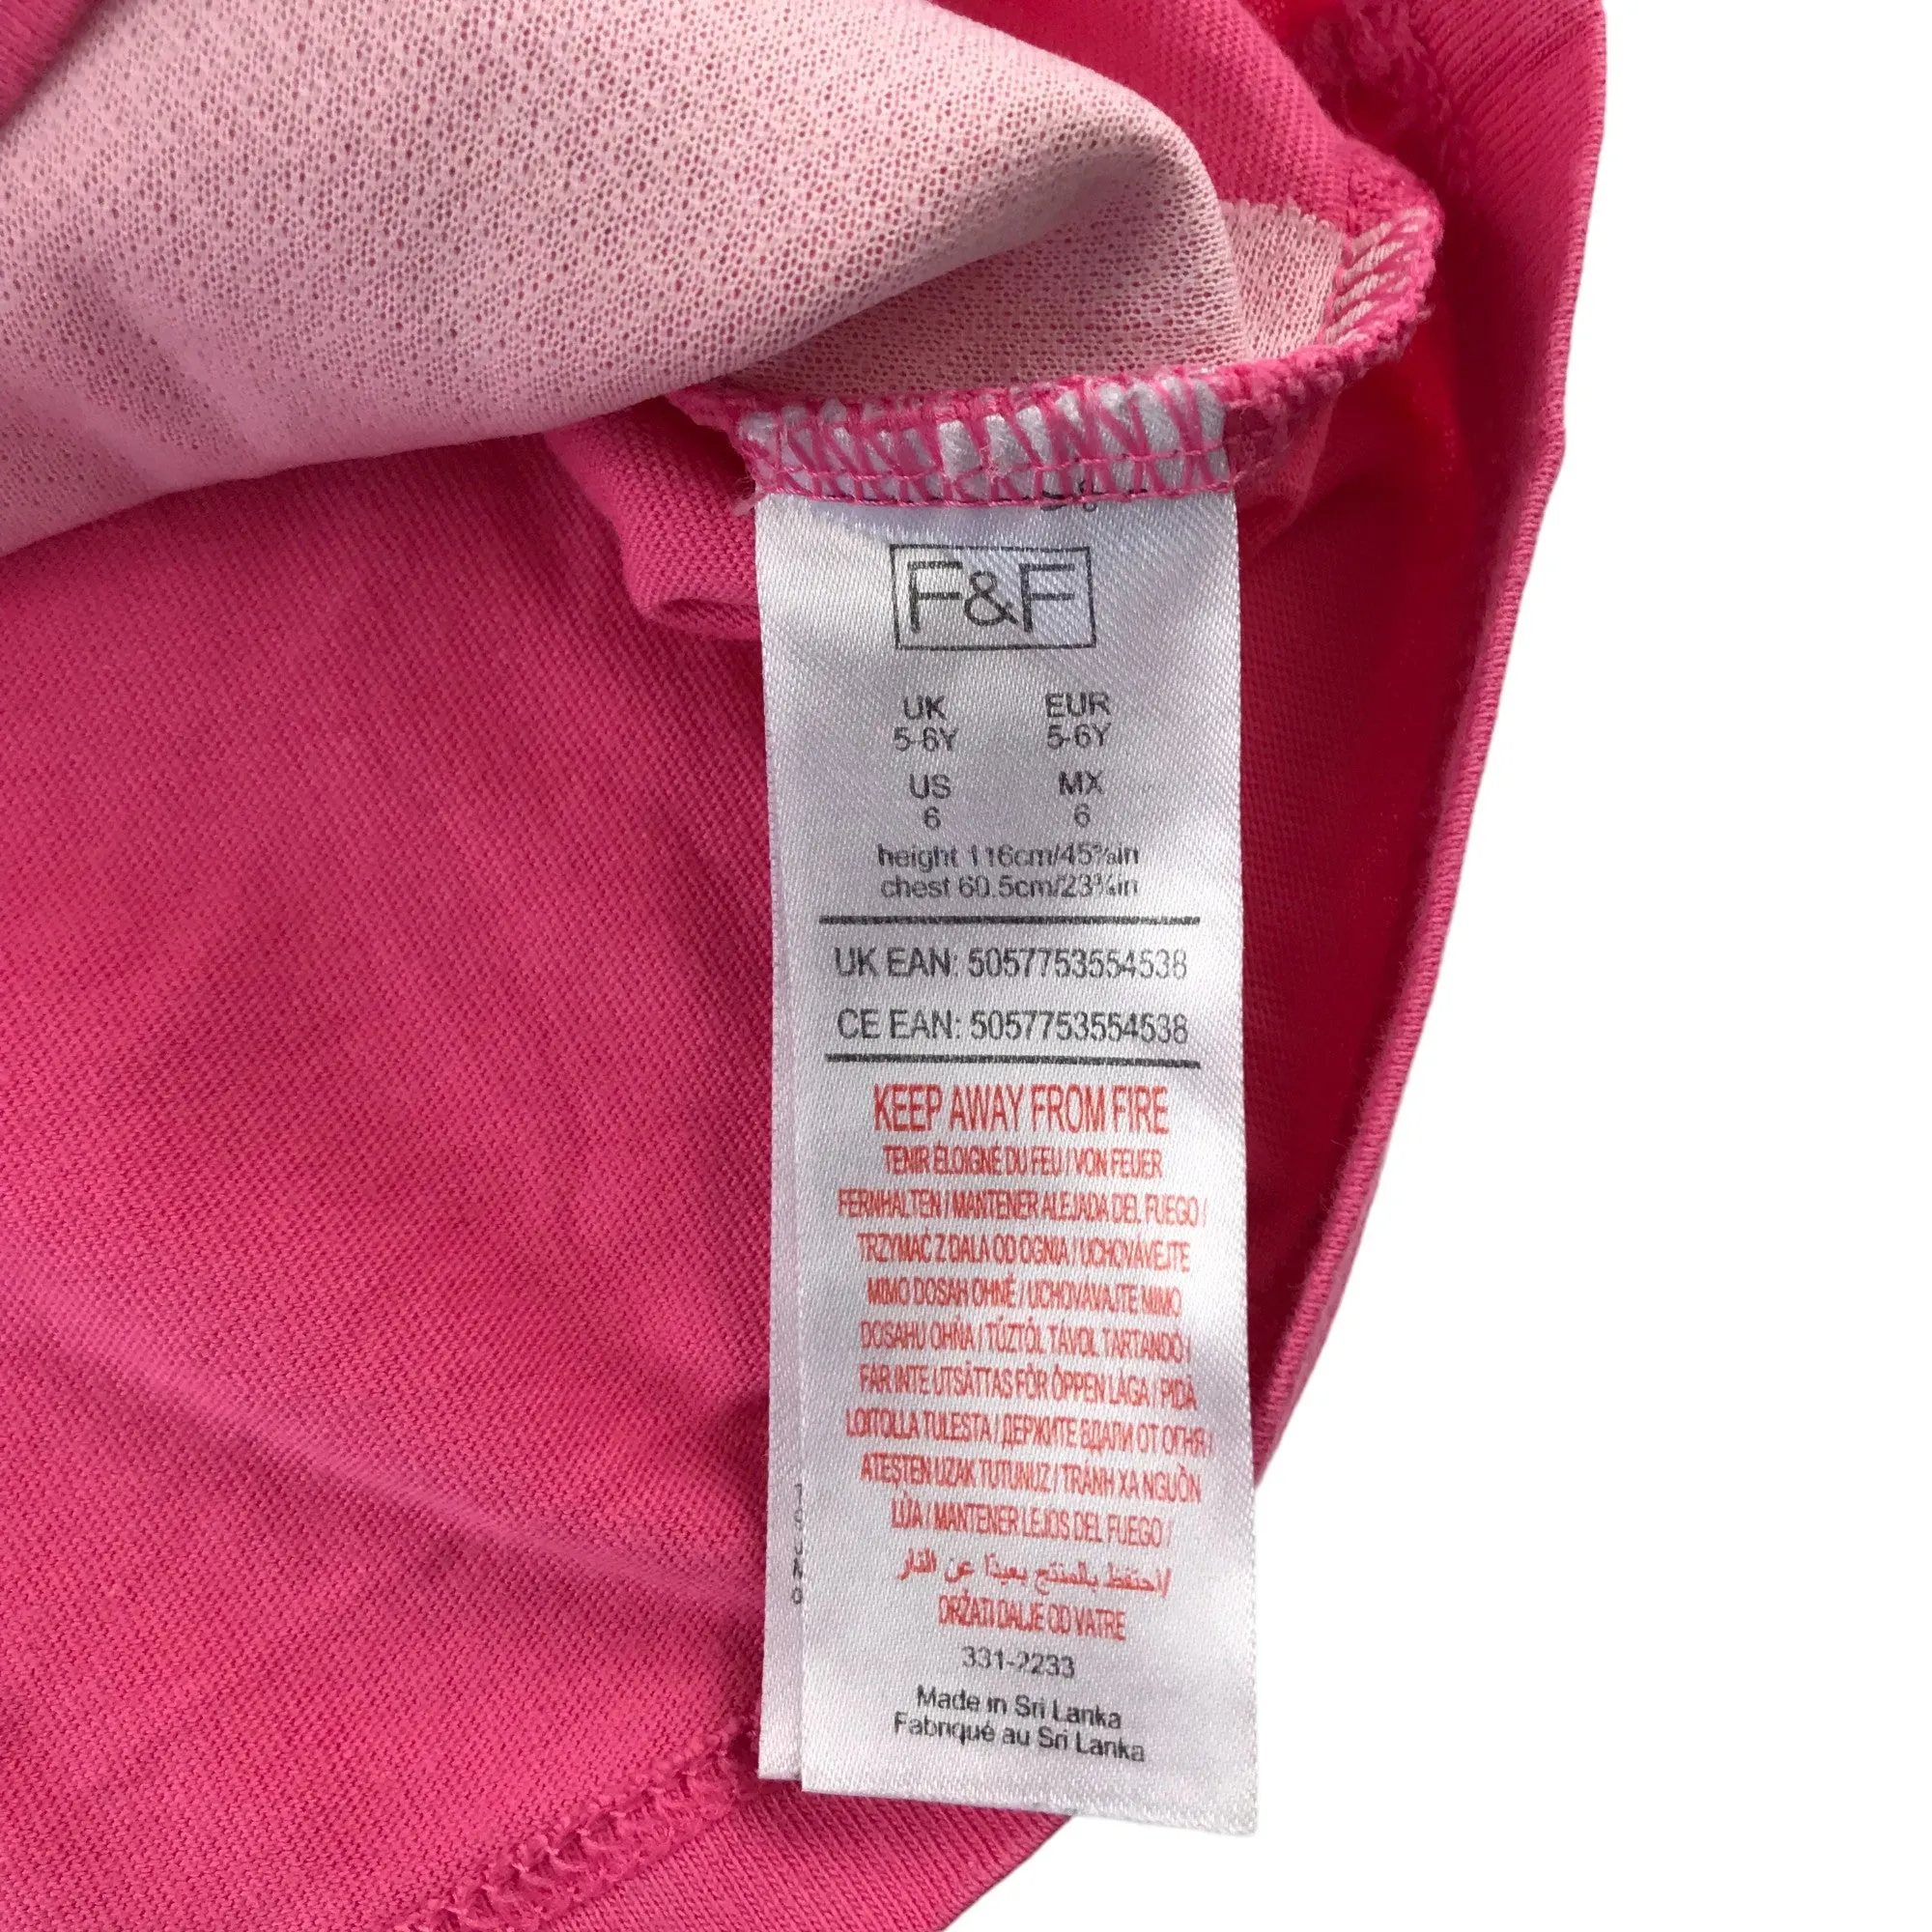 F&F
UK EUR
5-6Y 5-6Y
US MX
6 6
height 116cm/45⅝in
chest 60.5cm/23¾in
UK EAN: 5057753554538
CE EAN: 5057753554538
KEEP AWAY FROM FIRE
TENIR ÉLOIGNÉ DU FEU / VON FEUER
FERNHALTEN / MANTENER ALEJADA DEL FUEGO /
TRZYMAĆ Z DALA OD OGNIA / UCHOVÁVEJTE
MIMO DOSAH OHNĚ / UCHOVÁVAJTE MIMO
DOSAHU OHŇA / TŰZTŐL TÁVOL TARTANDÓ /
FÅR INTE UTSÄTTAS FÖR ÖPPEN LÅGA / PIDÄ
LOITOLLA TULESTA / ДЕРЖИТЕ ВДАЛИ ОТ ОГНЯ /
ATEŞTEN UZAK TUTUNUZ / TRÁNH XA NGUỒN
LỬA / MANTENER LEJOS DEL FUEGO /
احتفظ بالمنتج بعيدًا عن النار/
DRŽATI DALJE OD VATRE
331-2233
Made in Sri Lanka
Fabriqué au Sri Lanka